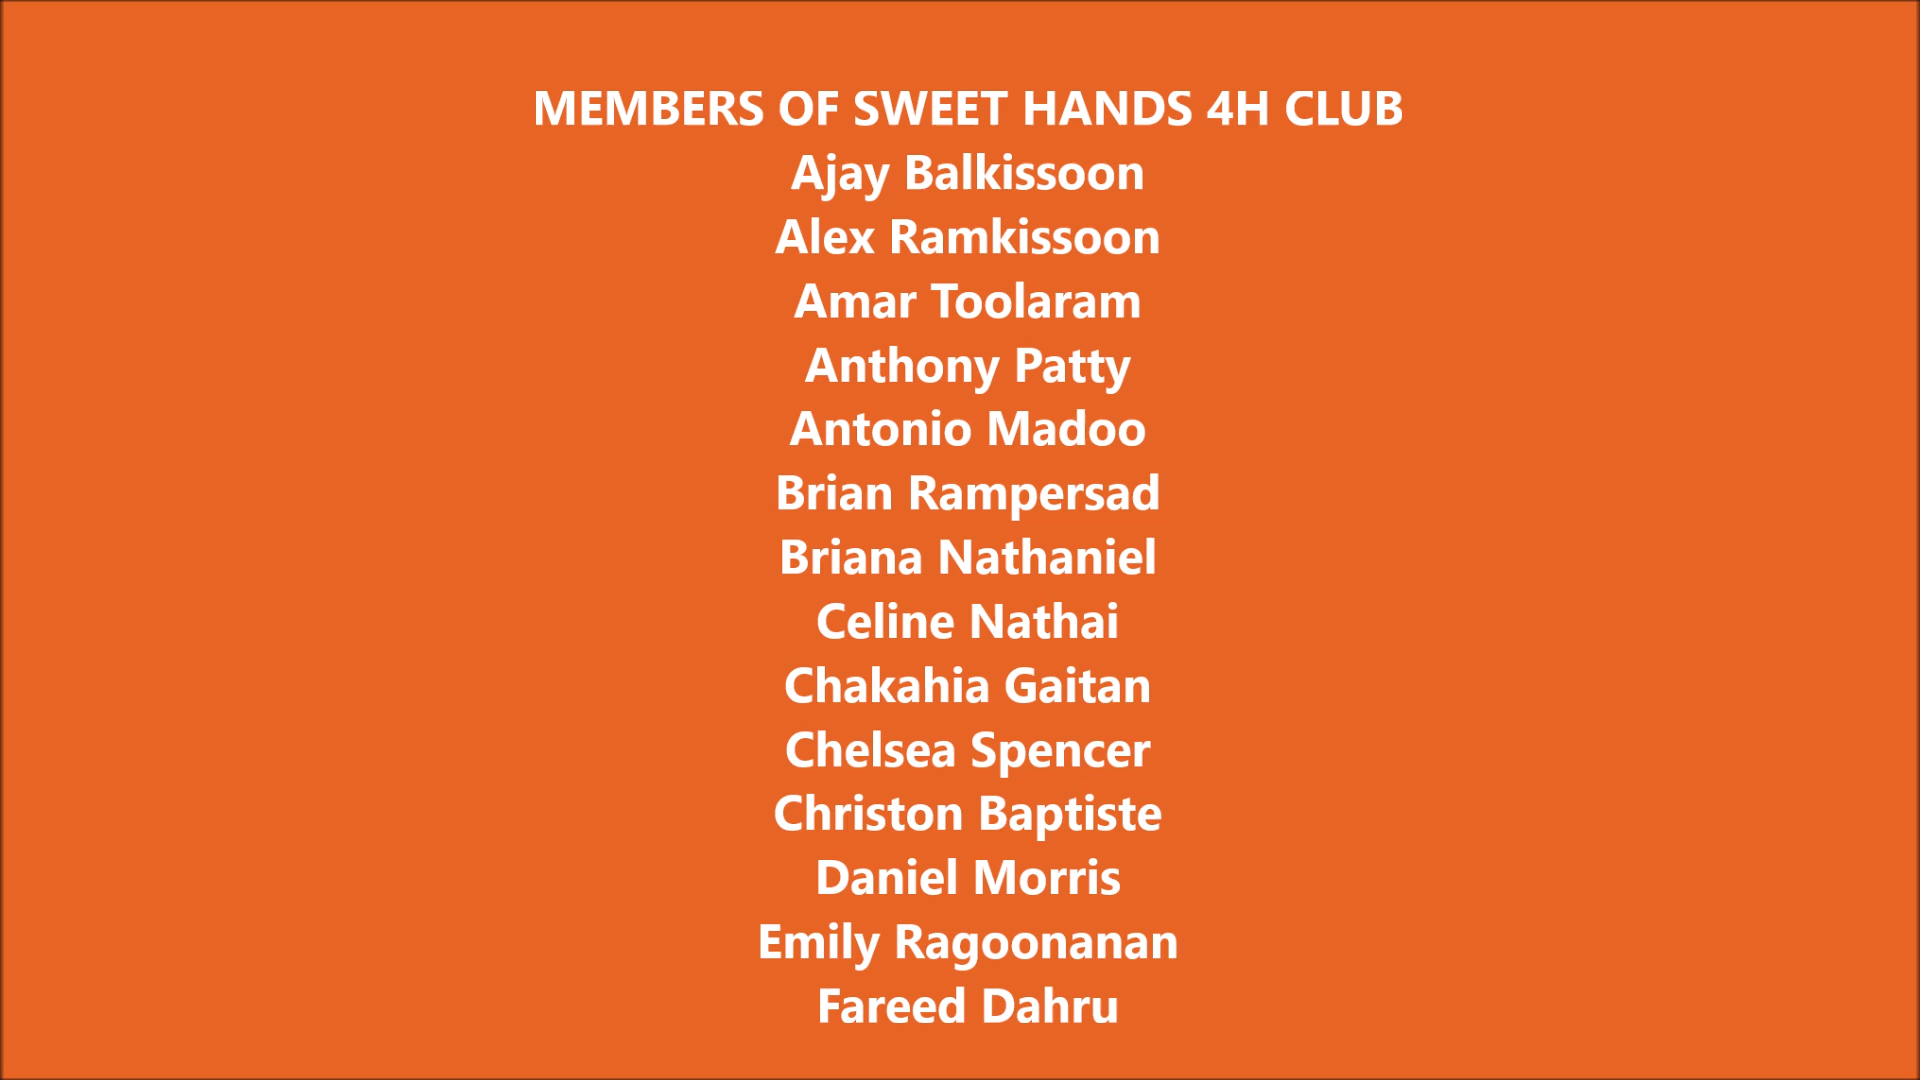 MEMBERS OF SWEET HANDS 4H CLUB
Ajay Balkissoon
Alex Ramkissoon
Amar Toolaram
Anthony Patty
Antonio Madoo
Brian Rampersad
Briana Nathaniel
Celine Nathai
Chakahia Gaitan
Chelsea Spencer
Christon Baptiste
Daniel Morris
Emily Ragoonanan
Fareed Dahru